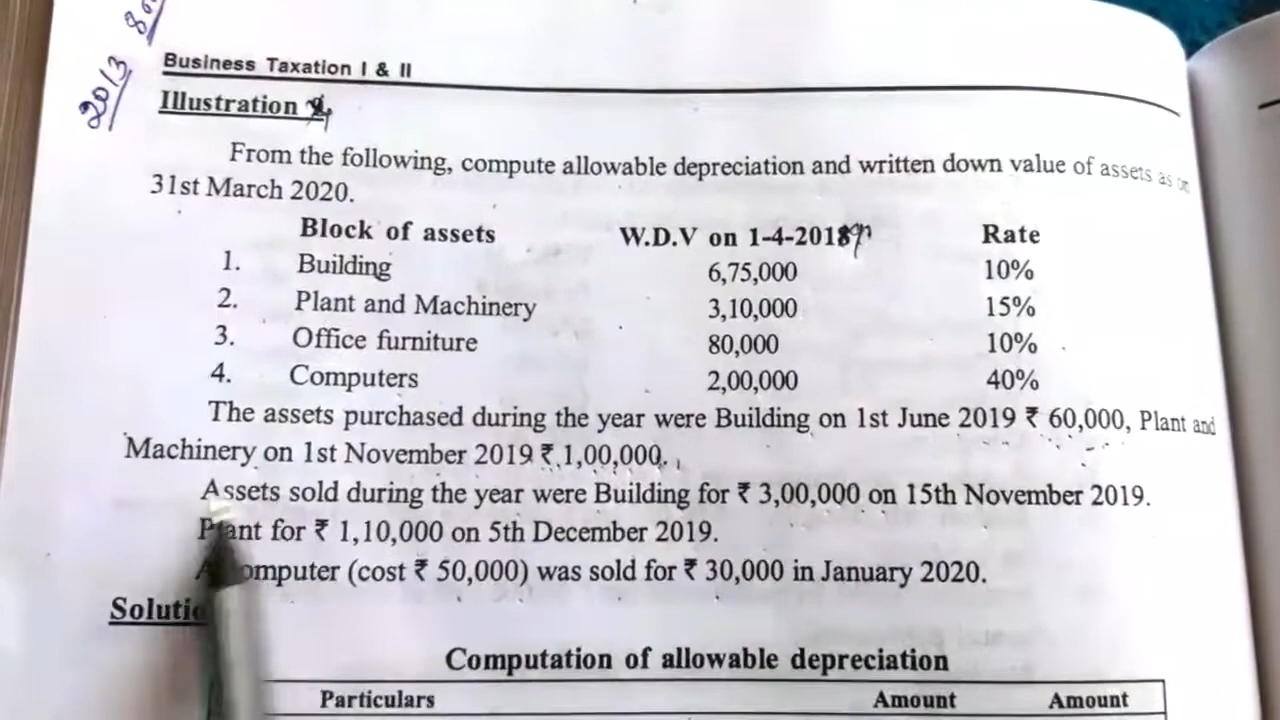 2013
Business Taxation I & II
Illustration
From the following, compute allowable depreciation and written down value of assets as on
31st March 2020.
Block of assets W.D.V on 1-4-2018 Rate
1. Building 6,75,000 10%
2. Plant and Machinery 3,10,000 15%
3. Office furniture 80,000 10%
4. Computers 2,00,000 40%
The assets purchased during the year were Building on 1st June 2019 ₹ 60,000, Plant and
Machinery on 1st November 2019 ₹ 1,00,000.
Assets sold during the year were Building for ₹ 3,00,000 on 15th November 2019.
Plant for ₹ 1,10,000 on 5th December 2019.
(cost ₹ 50,000) was sold for ₹ 30,000 in January 2020.
Computation of allowable depreciation
Particulars Amount Amount